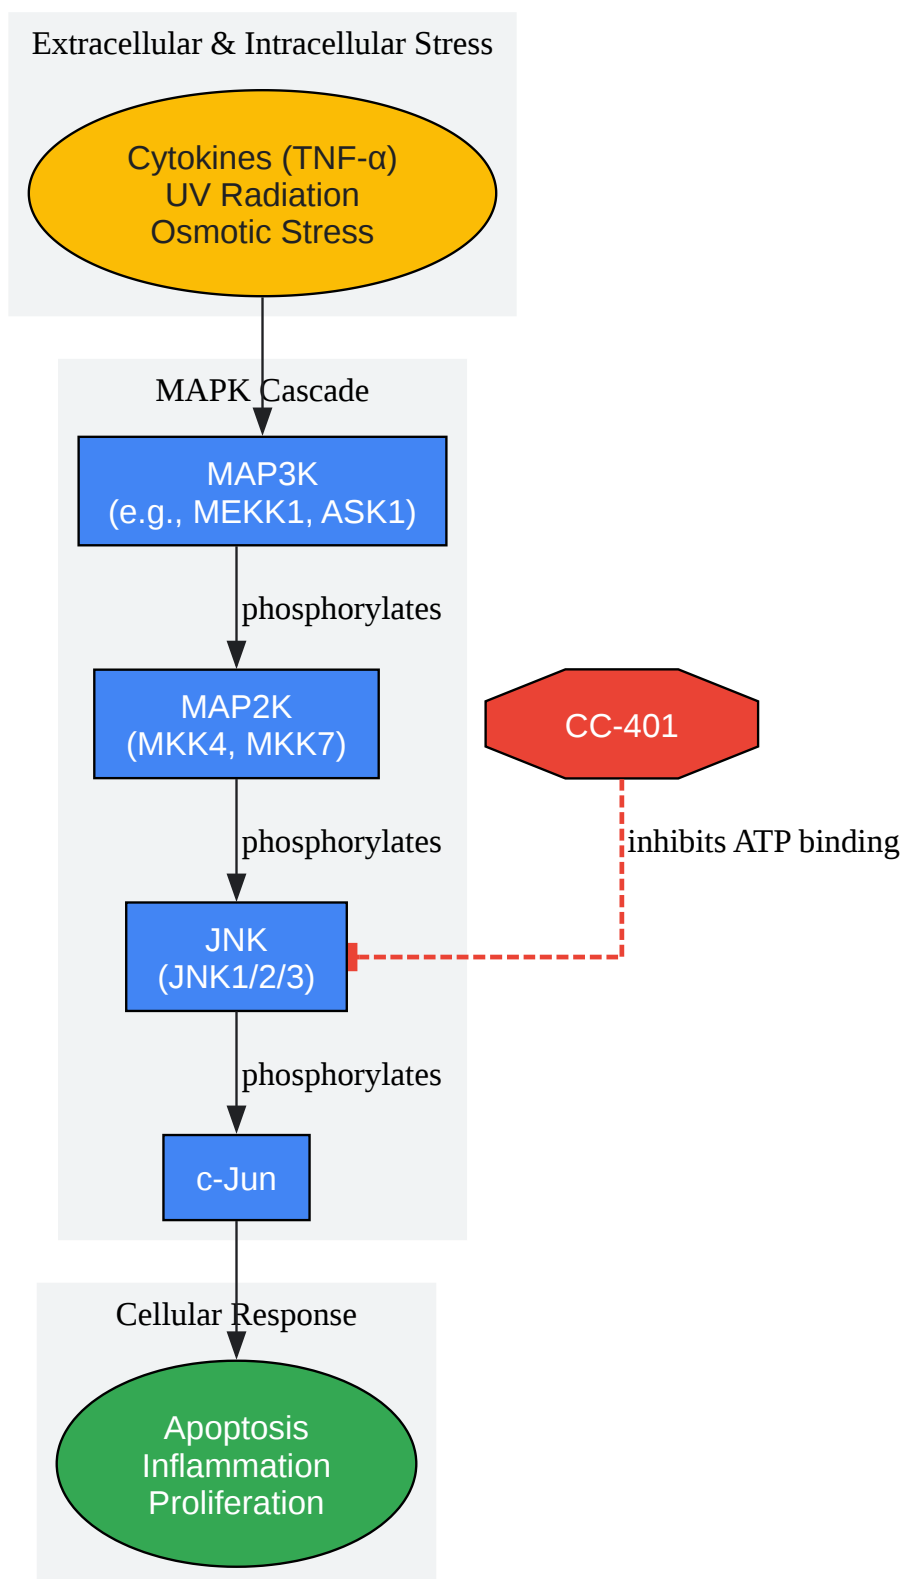 Extracellular & Intracellular Stress
Cytokines (TNF-α)
UV Radiation
Osmotic Stress
MAPK Cascade
MAP3K
(e.g., MEKK1, ASK1)
phosphorylates
MAP2K
(MKK4, MKK7)
CC-401
phosphorylates
inhibits ATP binding
JNK
(JNK1/2/3)
phosphorylates
c-Jun
Cellular Response
Apoptosis
Inflammation
Proliferation